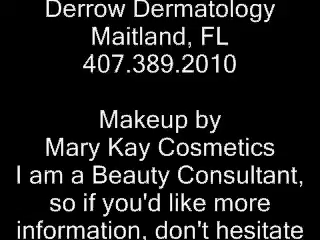 Derrow Dermatology
Maitland, FL
407.389.2010
Makeup by
Mary Kay Cosmetics
I am a Beauty Consultant,
so if you'd like more
information, don't hesitate